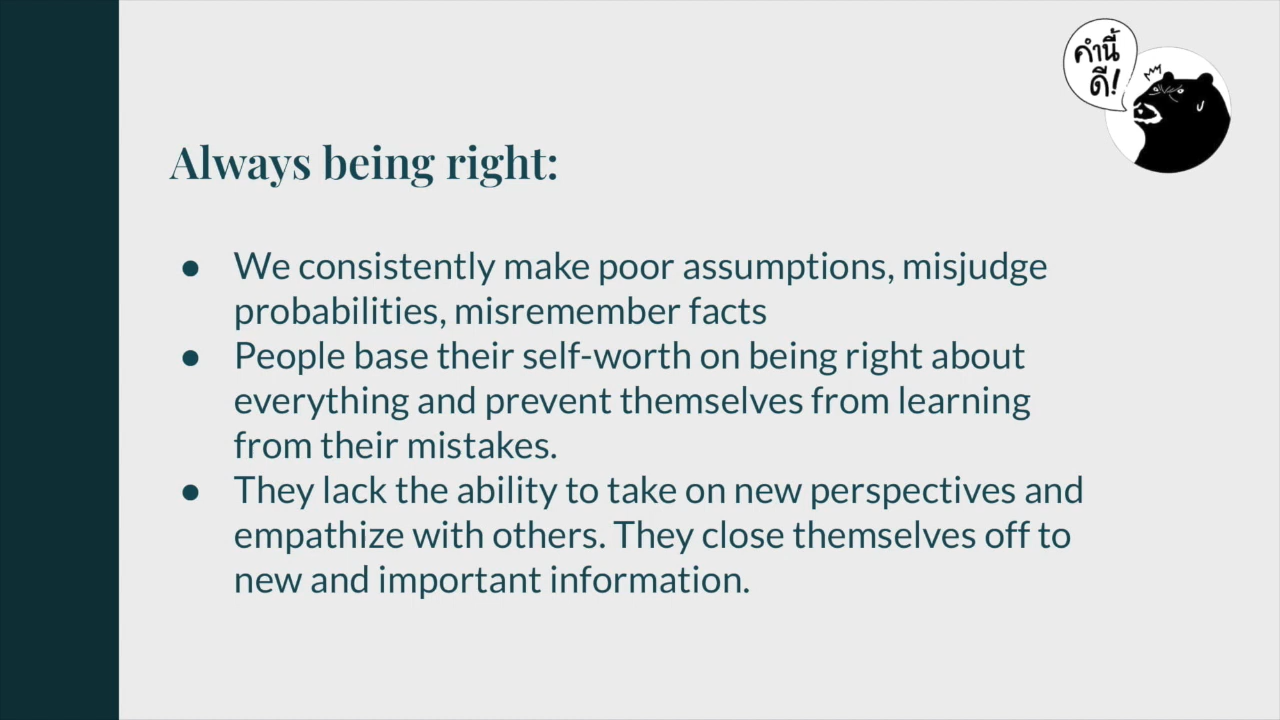 คำนี้
ดี!
Always being right:
● We consistently make poor assumptions, misjudge
probabilities, misremember facts
● People base their self-worth on being right about
everything and prevent themselves from learning
from their mistakes.
● They lack the ability to take on new perspectives and
empathize with others. They close themselves off to
new and important information.